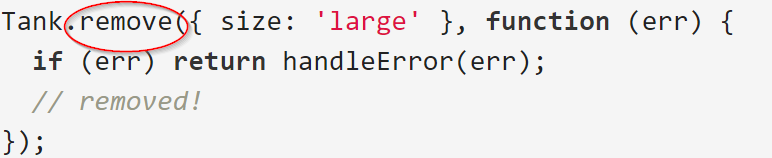 Tank.remove({ size: 'large' }, function (err) {
  if (err) return handleError(err);
  // removed!
});